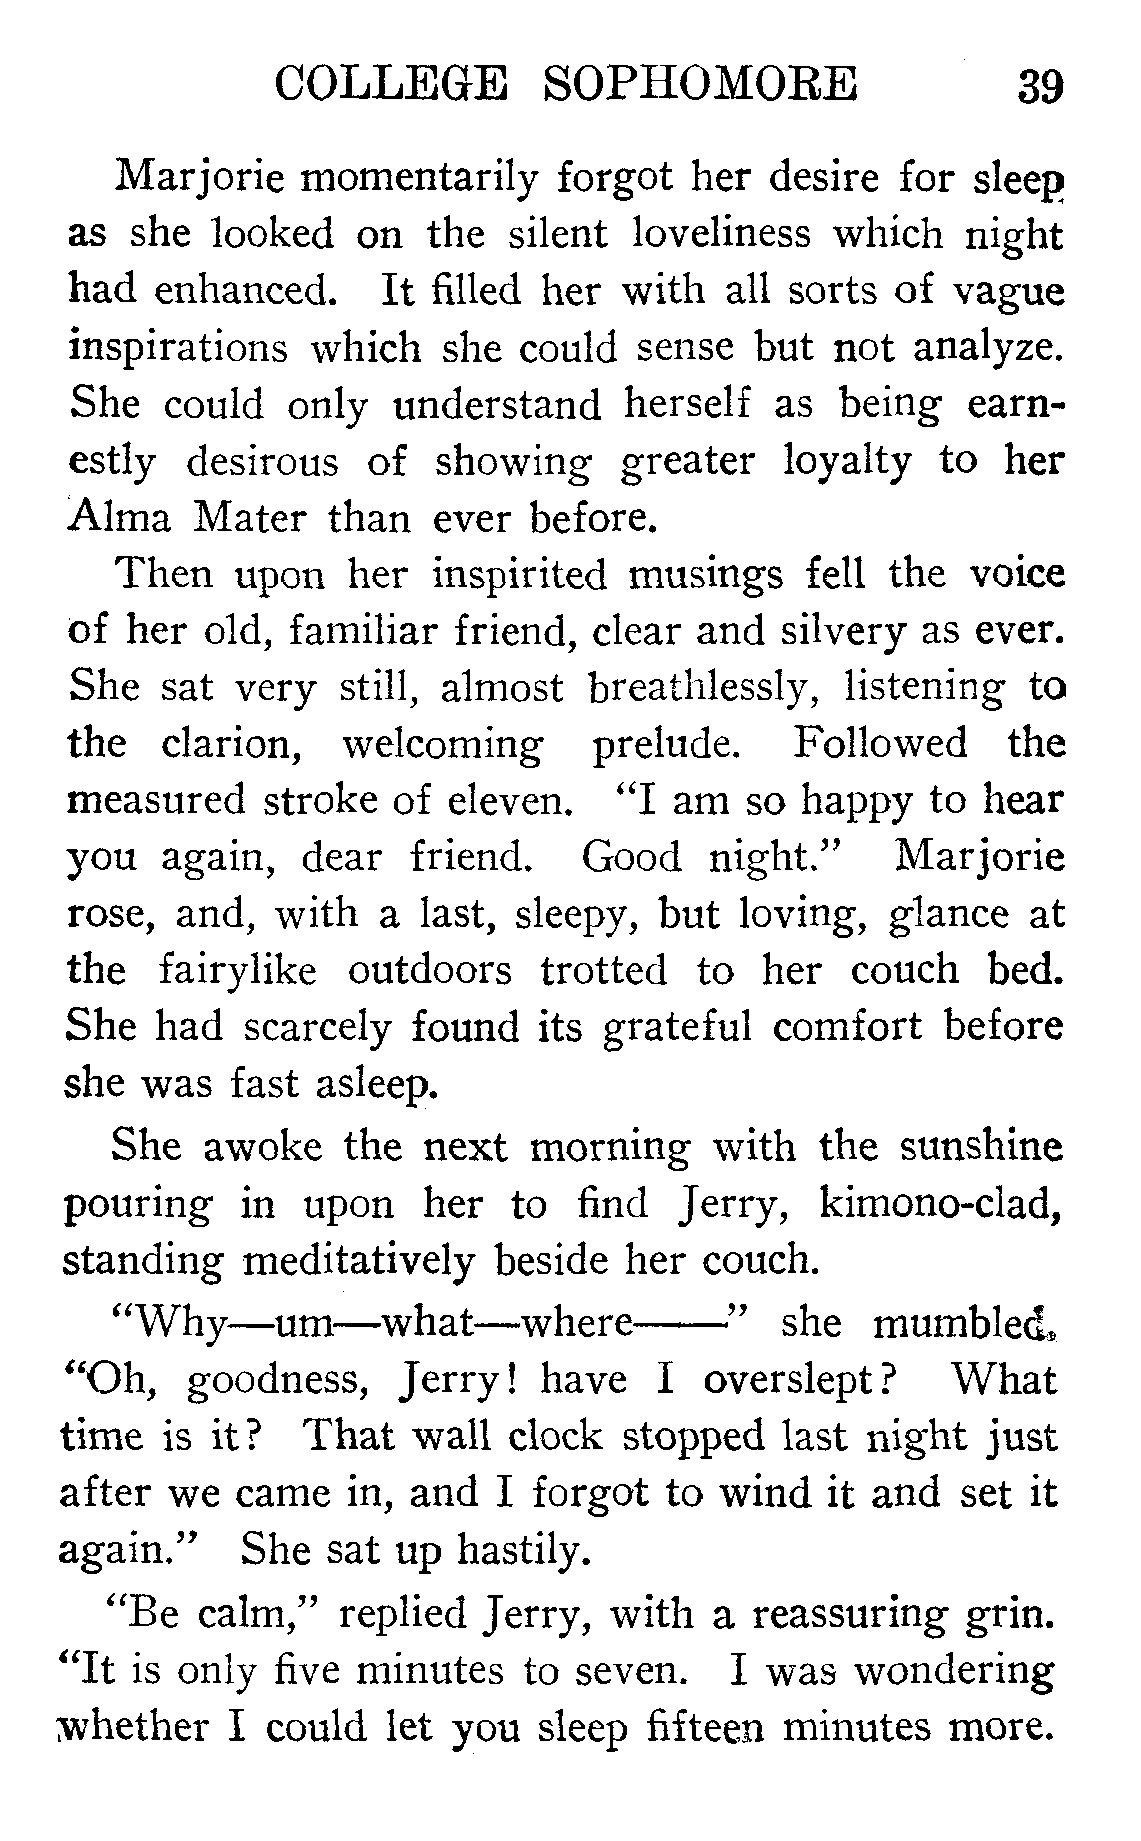 COLLEGE SOPHOMORE 39
Marjorie momentarily forgot her desire for sleep
as she looked on the silent loveliness which night
had enhanced. It filled her with all sorts of vague
inspirations which she could sense but not analyze.
She could only understand herself as being earn-
estly desirous of showing greater loyalty to her
Alma Mater than ever before.
Then upon her inspirited musings fell the voice
of her old, familiar friend, clear and silvery as ever.
She sat very still, almost breathlessly, listening to
the clarion, welcoming prelude. Followed the
measured stroke of eleven. “I am so happy to hear
you again, dear friend. Good night.” Marjorie
rose, and, with a last, sleepy, but loving, glance at
the fairylike outdoors trotted to her couch bed.
She had scarcely found its grateful comfort before
she was fast asleep.
She awoke the next morning with the sunshine
pouring in upon her to find Jerry, kimono-clad,
standing meditatively beside her couch.
“Why—um—what—where——” she mumbled.
“Oh, goodness, Jerry! have I overslept? What
time is it? That wall clock stopped last night just
after we came in, and I forgot to wind it and set it
again.” She sat up hastily.
“Be calm,” replied Jerry, with a reassuring grin.
“It is only five minutes to seven. I was wondering
whether I could let you sleep fifteen minutes more.